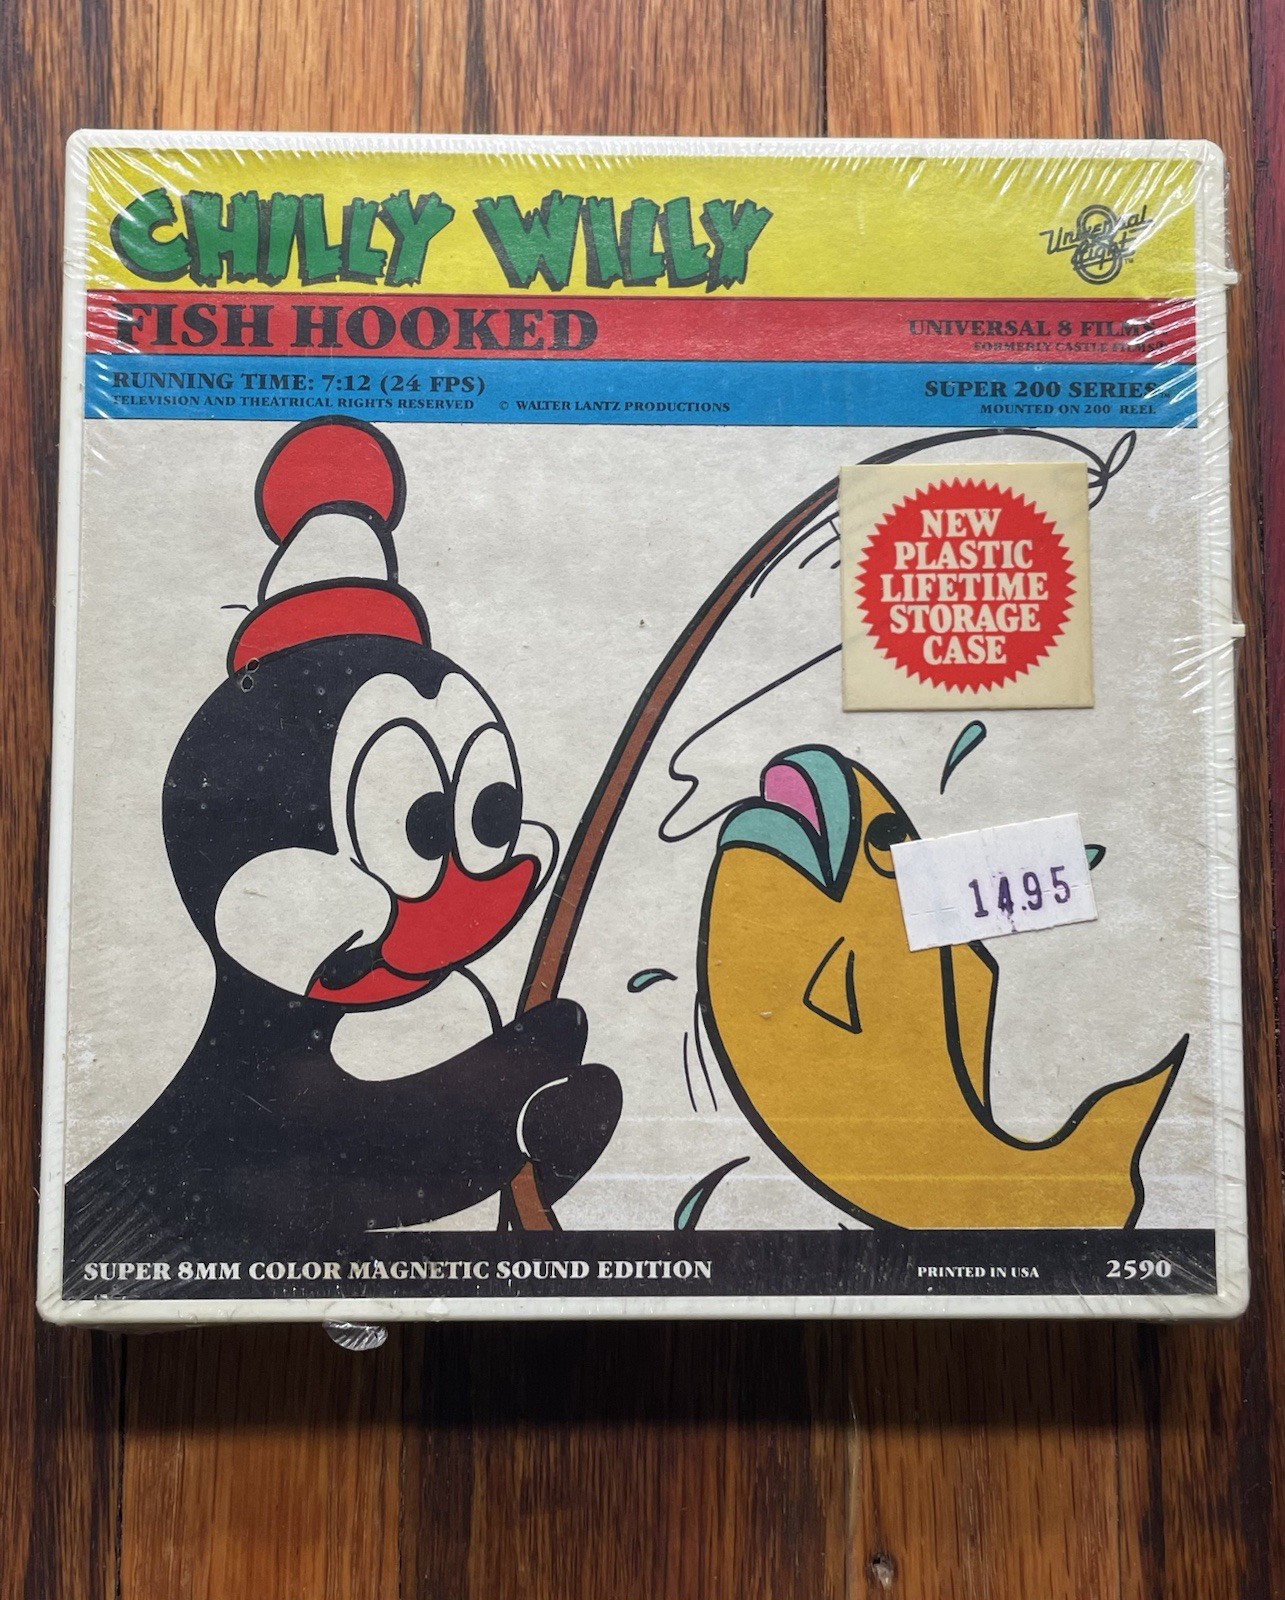 CHILLY WILLY
Universal
Eight™
FISH HOOKED
UNIVERSAL 8 FILMS
FORMERLY CASTLE FILMS®
RUNNING TIME: 7:12 (24 FPS)
SUPER 200 SERIES™
TELEVISION AND THEATRICAL RIGHTS RESERVED © WALTER LANTZ PRODUCTIONS
MOUNTED ON 200' REEL
NEW
PLASTIC
LIFETIME
STORAGE
CASE
14.95
SUPER 8MM COLOR MAGNETIC SOUND EDITION
PRINTED IN USA
2590